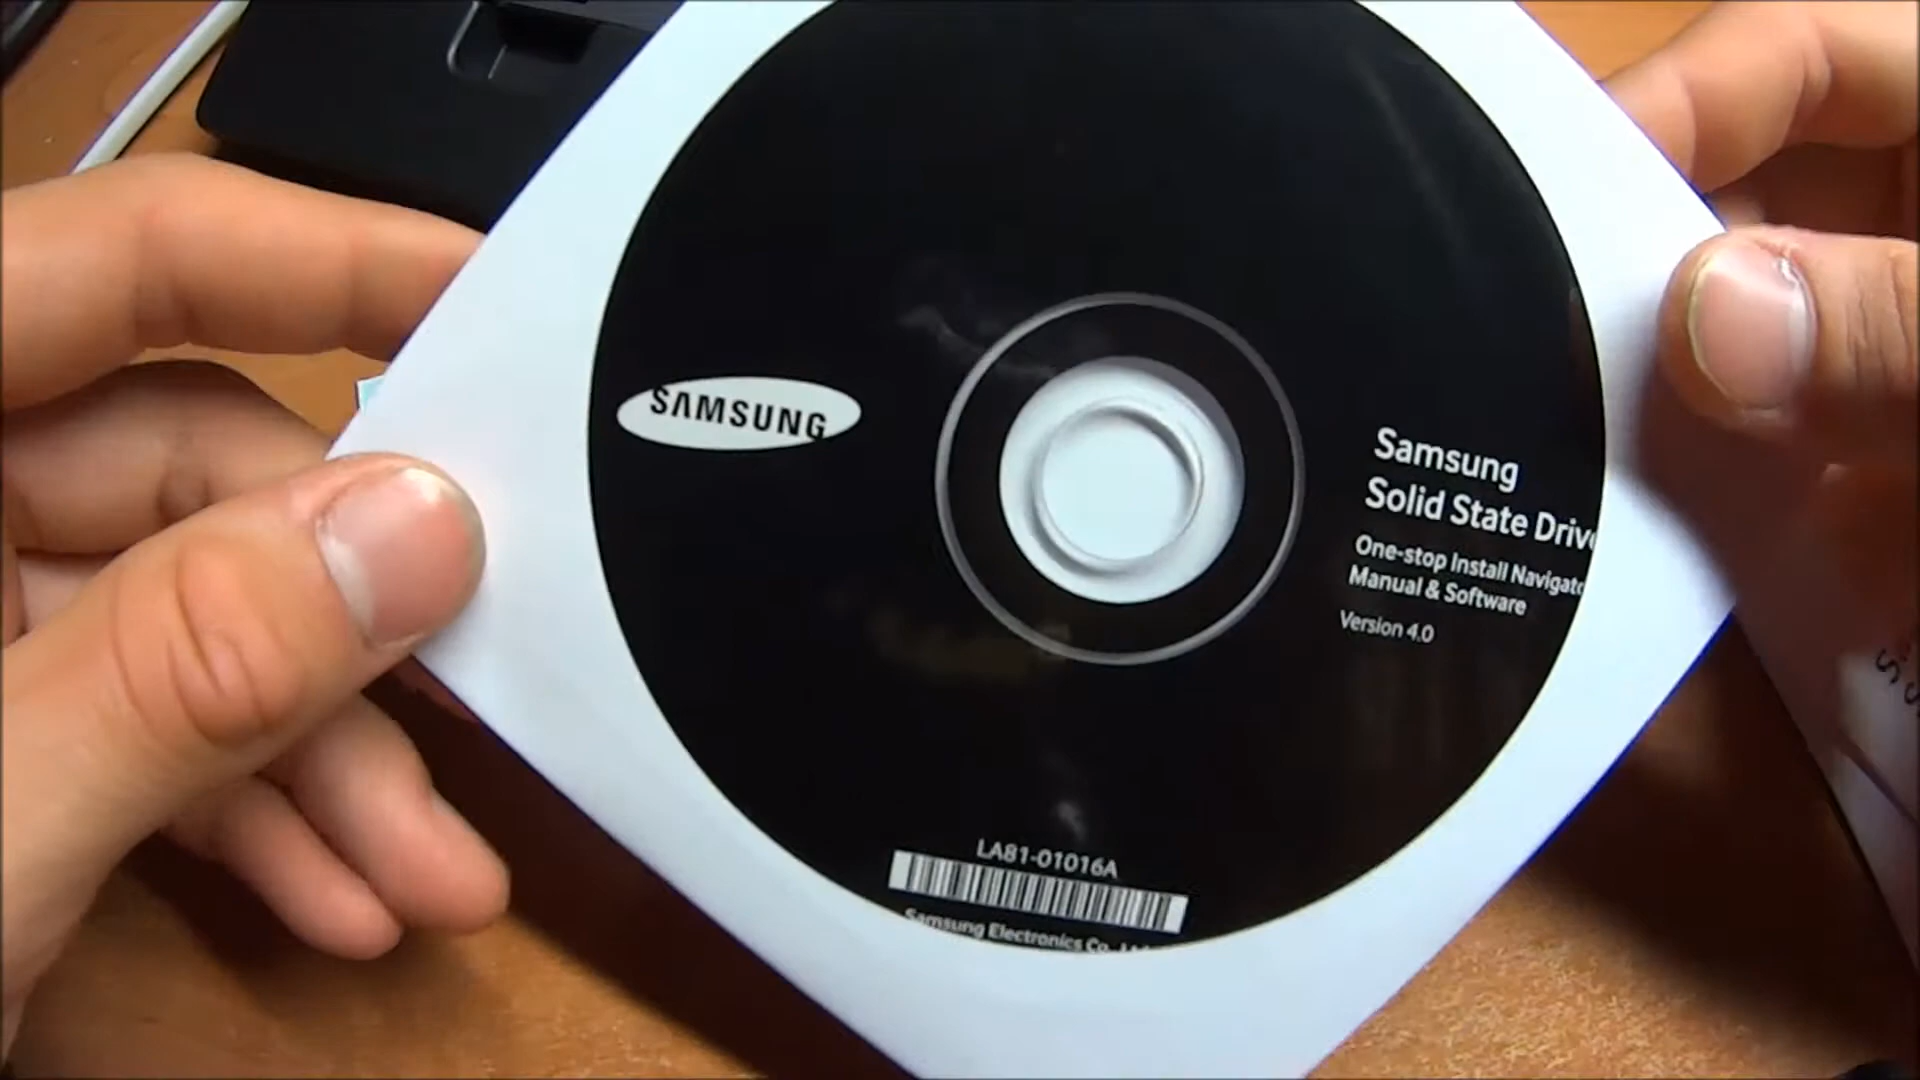 SAMSUNG
Samsung
Solid State Drive
One-stop Install Navigato
Manual & Software
Version 4.0
LA81-01016A
Samsung Electronics Co., Ltd